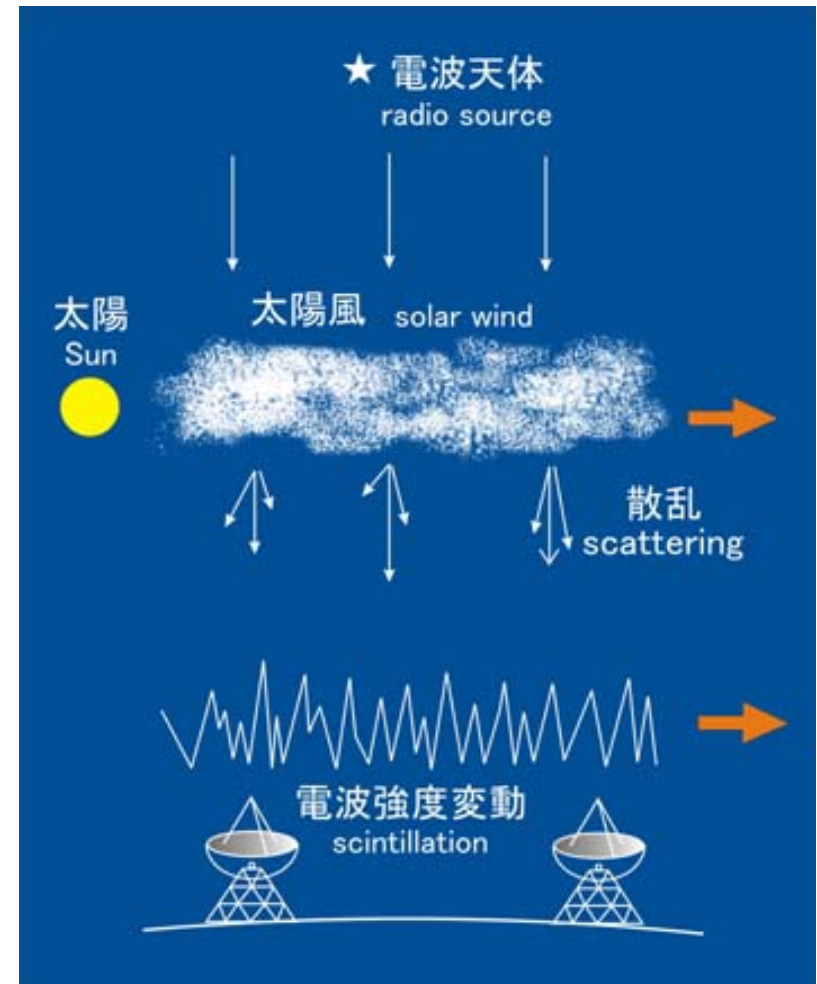 ★ 電波天体
radio source
太陽風 solar wind
太陽
Sun
散乱
scattering
電波強度変動
scintillation